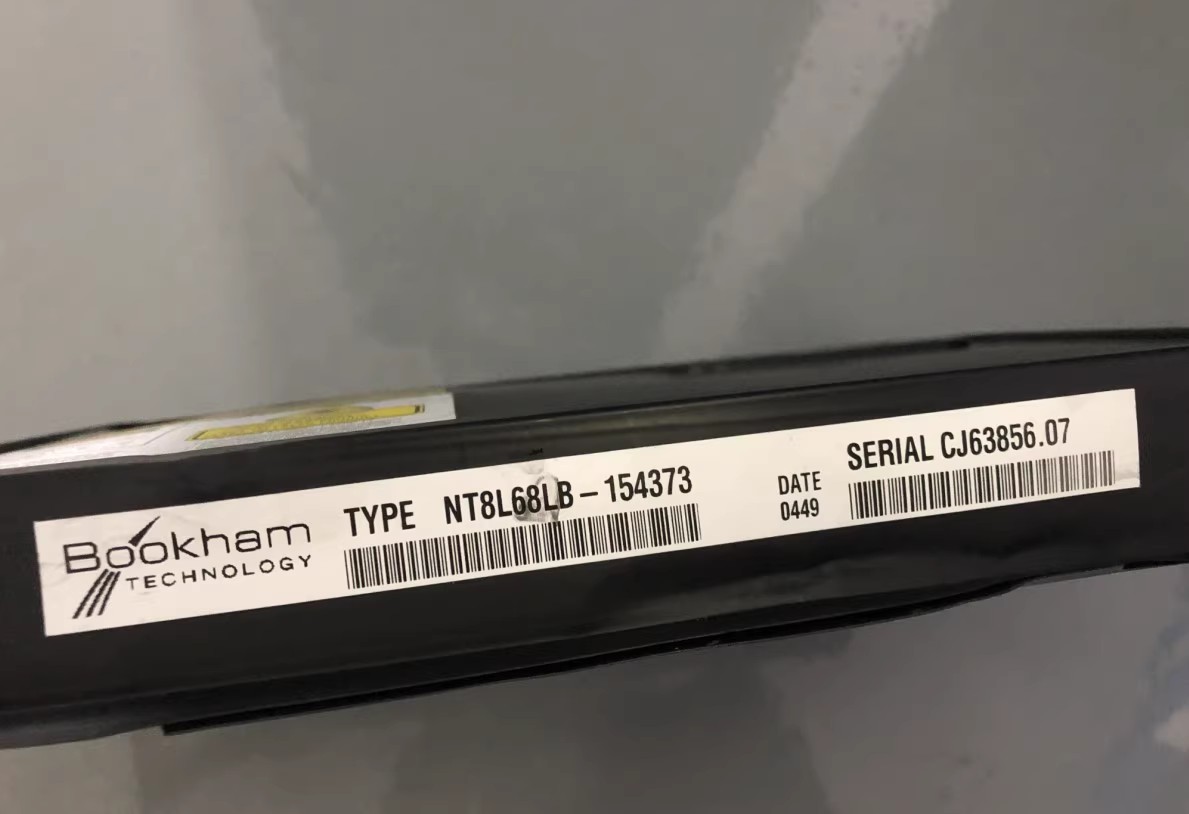 Bookham
TECHNOLOGY
TYPE NT8L68LB – 154373
DATE
0449
SERIAL CJ63856.07